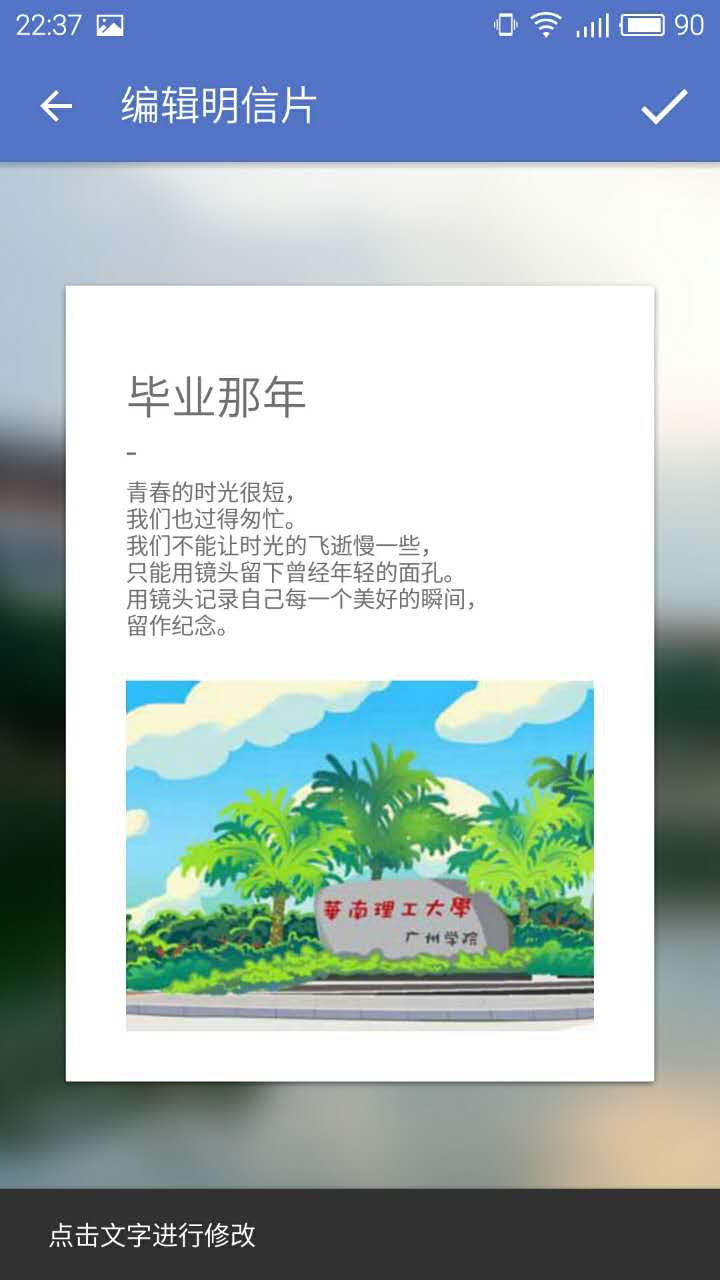 22:37
90
编辑明信片
毕业那年
-
青春的时光很短，
我们也过得匆忙。
我们不能让时光的飞逝慢一些，
只能用镜头留下曾经年轻的面孔。
用镜头记录自己每一个美好的瞬间，
留作纪念。
華南理工大學
广州学院
点击文字进行修改